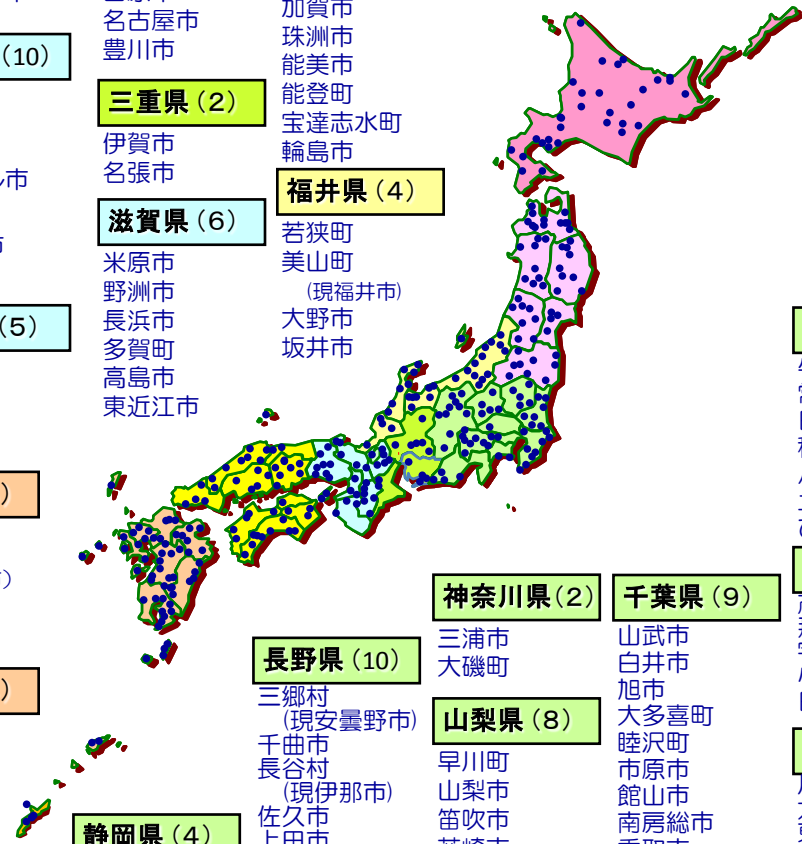 名古屋市
豊川市
(10)
三重県(2)
伊賀市
名張市
滋賀県(6)
米原市
野洲市
長浜市
多賀町
高島市
東近江市
加賀市
珠洲市
能美市
能登町
宝達志水町
輪島市
福井県(4)
若狭町
美山町
(現福井市)
大野市
坂井市
(5)
神奈川県(2)
三浦市
大磯町
山梨県(8)
早川町
山梨市
笛吹市
千葉県(9)
山武市
白井市
旭市
大多喜町
睦沢町
市原市
館山市
南房総市
長野県(10)
三郷村
(現安曇野市)
千曲市
長谷村
(現伊那市)
佐久市
上田市
静岡県(4)